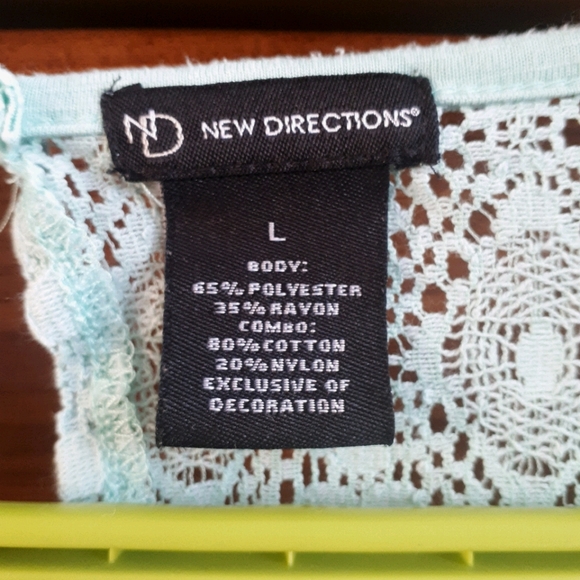 ND NEW DIRECTIONS®
L
BODY:
65% POLYESTER
35% RAYON
COMBO:
80% COTTON
20% NYLON
EXCLUSIVE OF
DECORATION